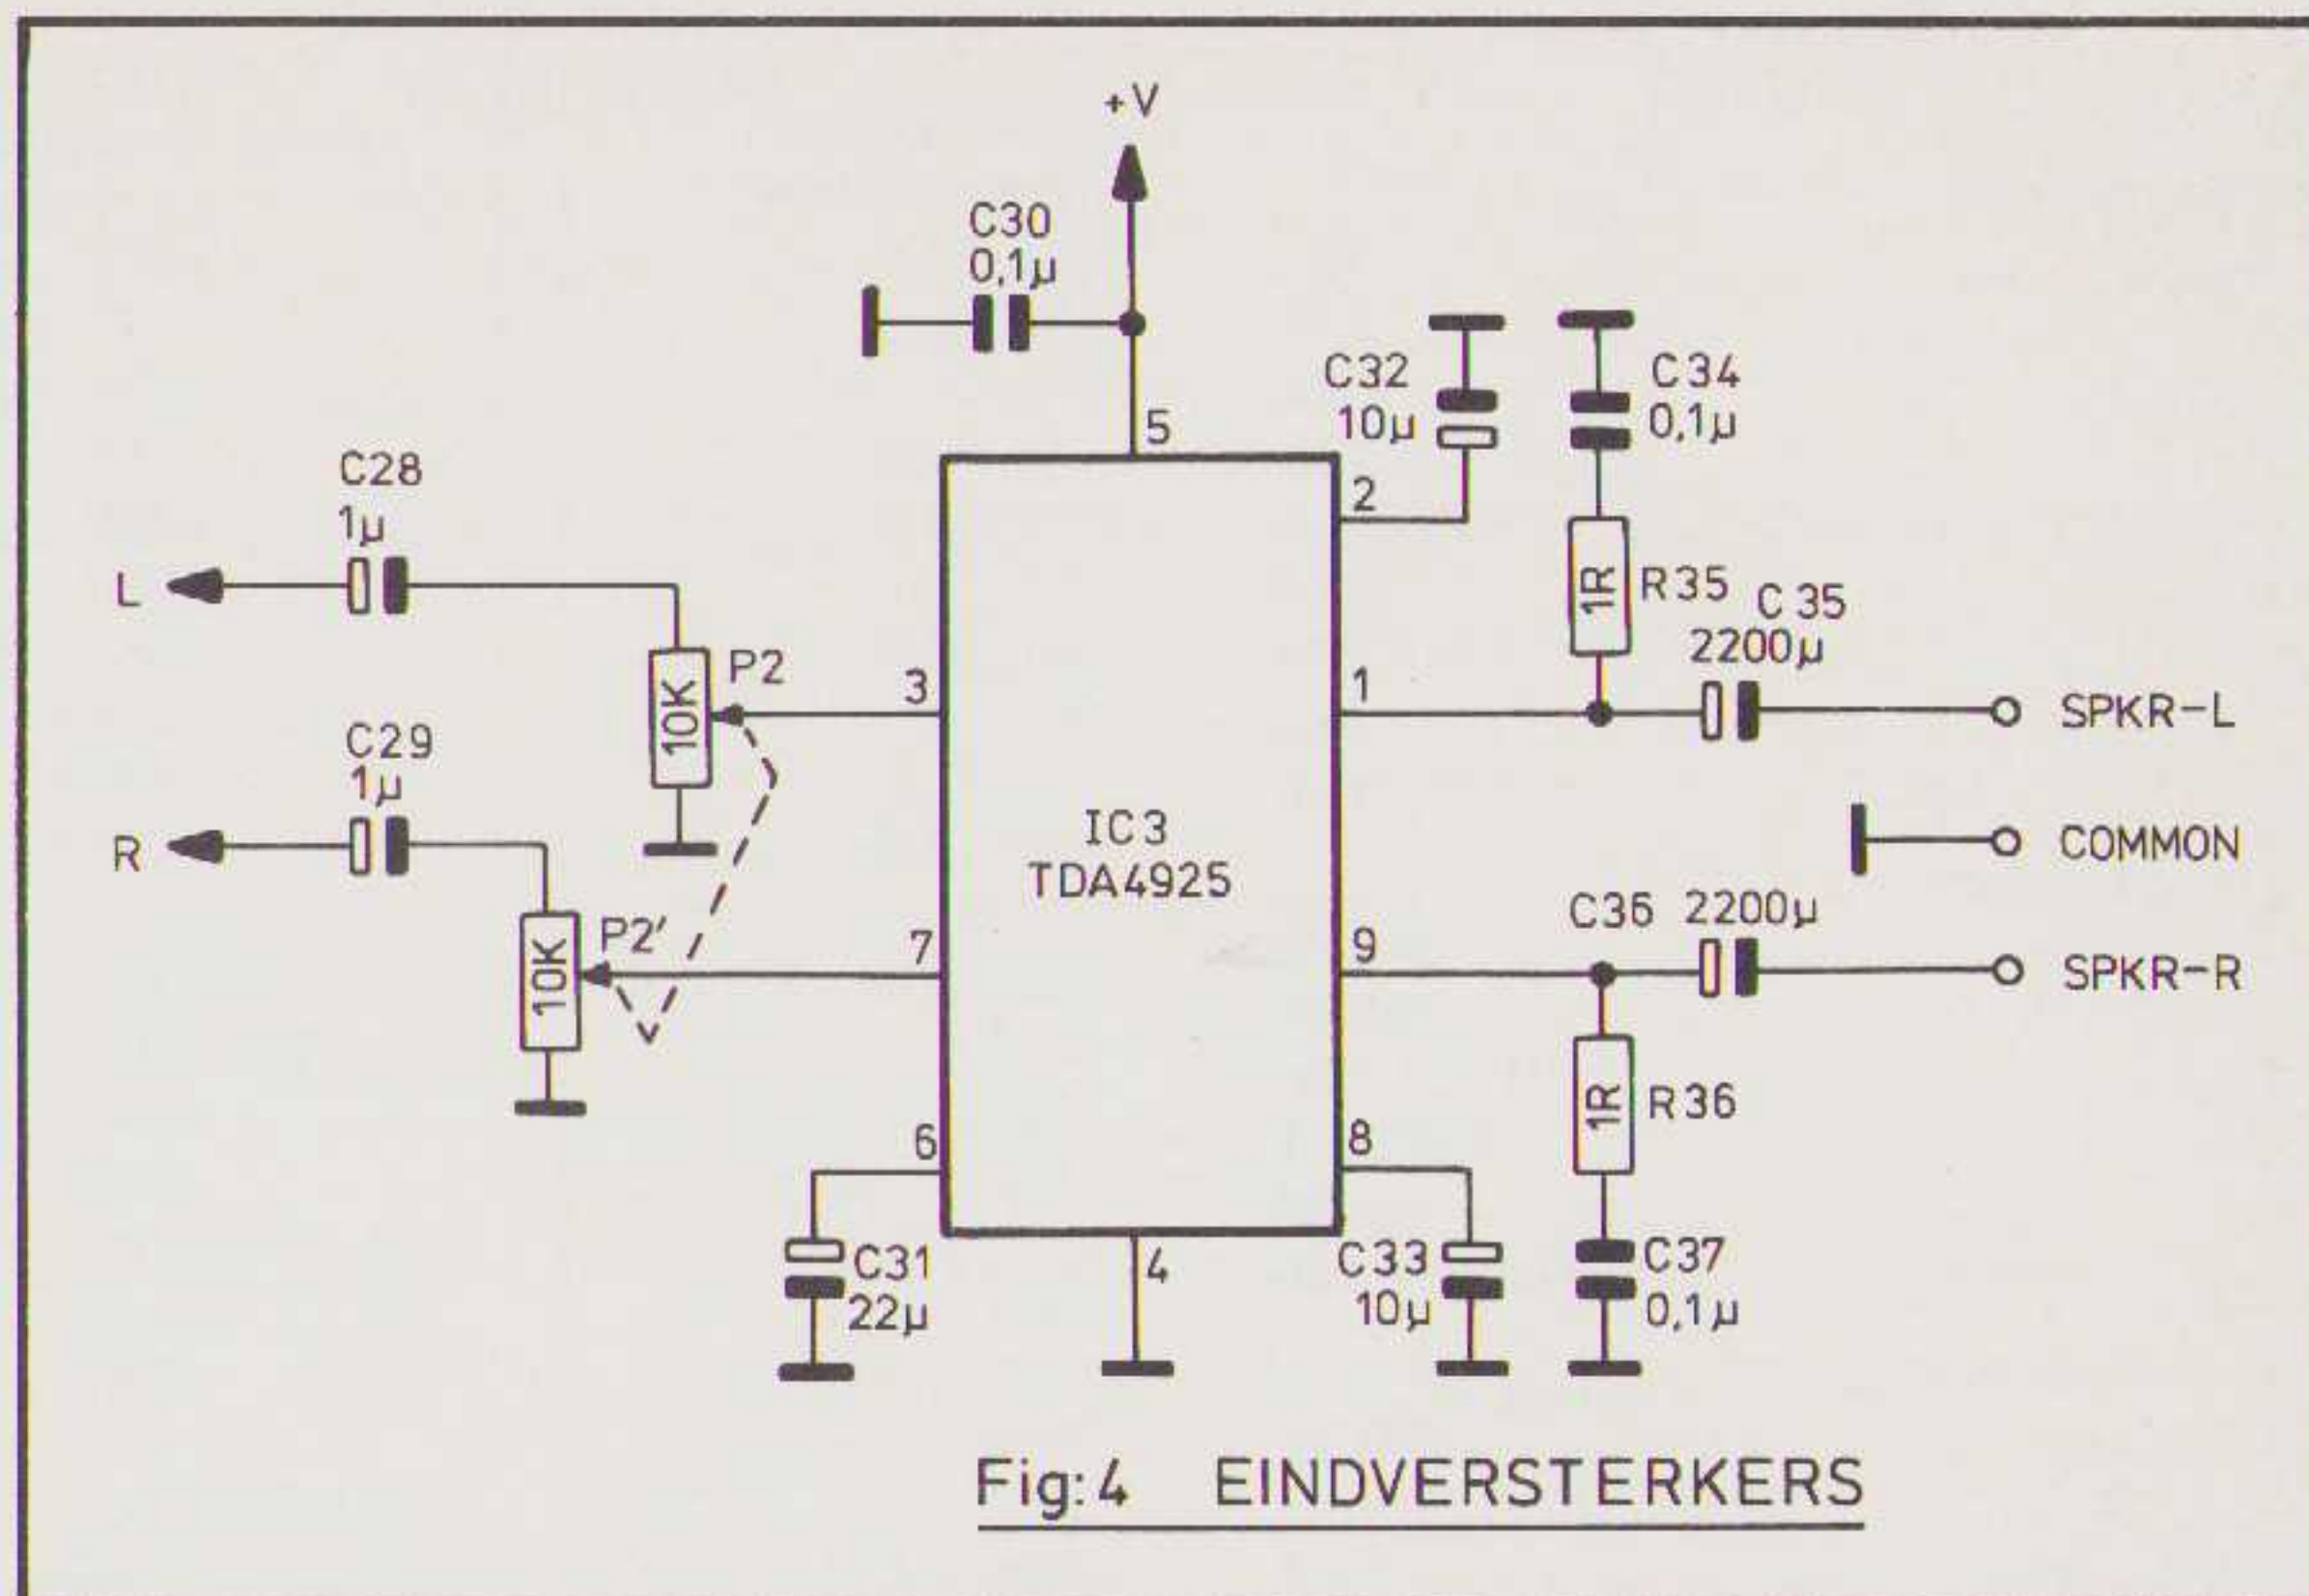 +V
C30
0,1µ
5
C32
10µ
C34
0,1µ
2
C28
1µ
L
P2
10K
3
1R
R35
C35
2200µ
1
SPKR-L
C29
1µ
R
P2'
10K
7
IC3
TDA4925
COMMON
C36 2200µ
9
SPKR-R
1R
R36
6
C31
22µ
4
8
C33
10µ
C37
0,1µ
Fig:4 EINDVERSTERKERS